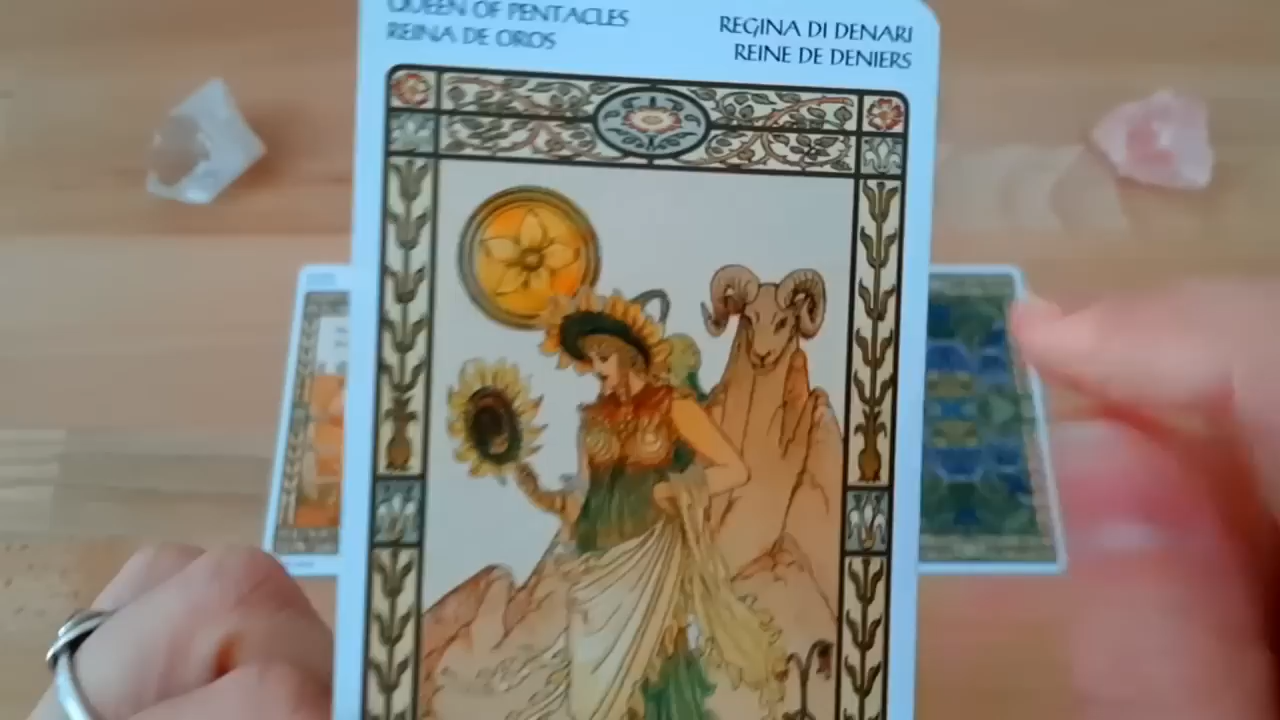 QUEEN OF PENTACLES
REINA DE OROS
REGINA DI DENARI
REINE DE DENIERS